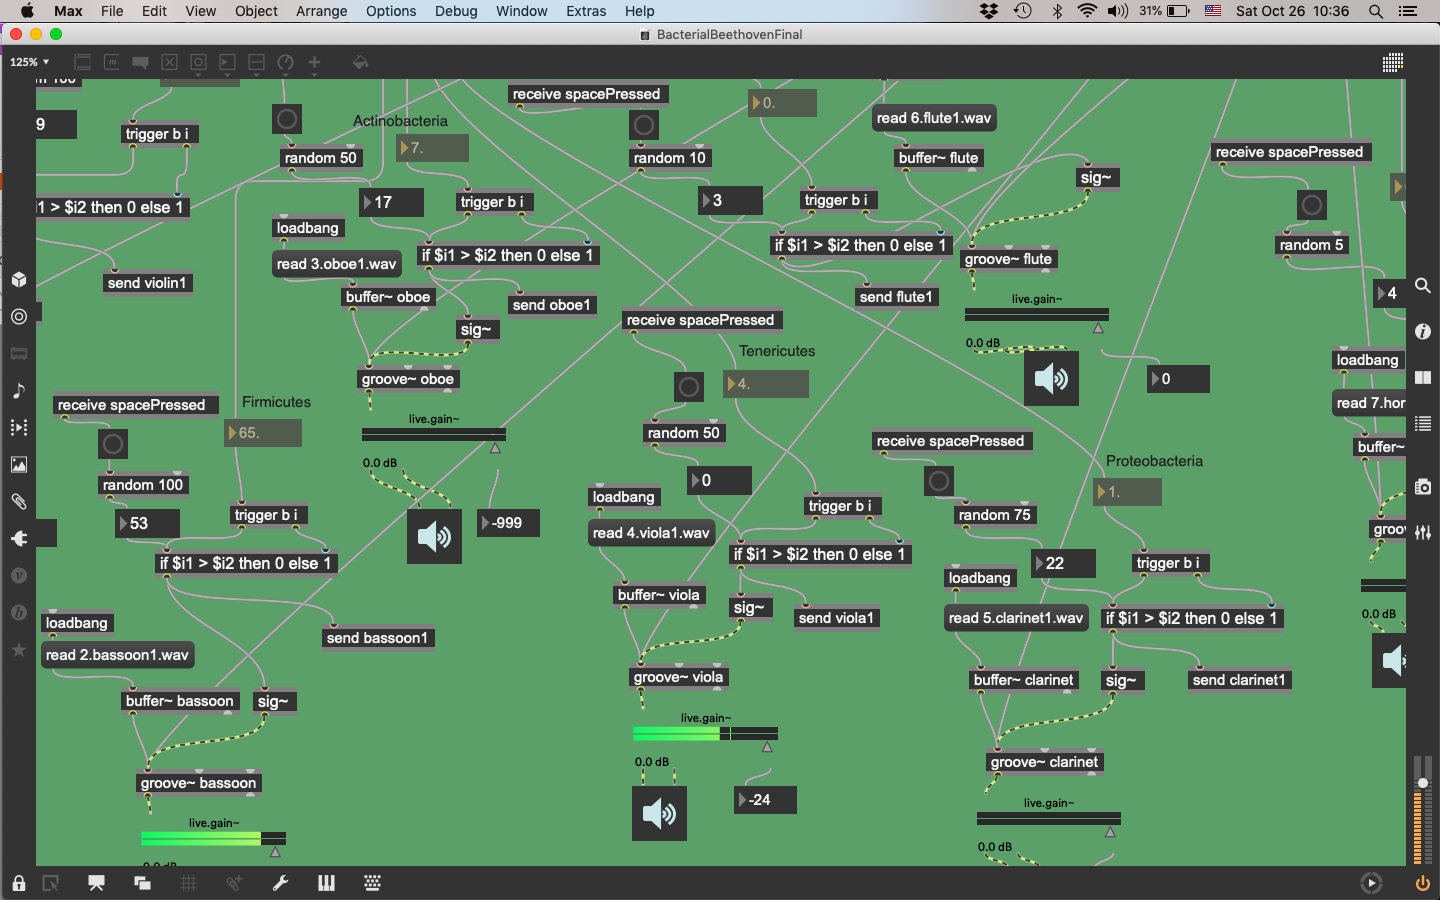 Max File Edit View Object Arrange Options Debug Window Extras Help 31% Sat Oct 26 10:36
BacterialBeethovenFinal
125%
receive spacePressed
0.
9
trigger b i
Actinobacteria
7.
random 50
random 10
read 6.flute1.wav
buffer~ flute
receive spacePressed
sig~
i1 > $i2 then 0 else 1
17
trigger b i
3
trigger b i
loadbang
if $i1 > $i2 then 0 else 1
if $i1 > $i2 then 0 else 1
random 5
read 3.oboe1.wav
groove~ flute
send violin1
buffer~ oboe
send oboe1
send flute1
4
live.gain~
sig~
receive spacePressed
0.0 dB
Tenericutes
loadbang
groove~ oboe
4.
0
receive spacePressed
Firmicutes
read 7.hor
live.gain~
65.
random 50
receive spacePressed
buffer~
0.0 dB
Proteobacteria
random 100
0
1.
53
trigger b i
-999
loadbang
trigger b i
random 75
read 4.viola1.wav
groov
if $i1 > $i2 then 0 else 1
if $i1 > $i2 then 0 else 1
22
trigger b i
loadbang
buffer~ viola
sig~
send viola1
read 5.clarinet1.wav
if $i1 > $i2 then 0 else 1
0.0 dB
loadbang
send bassoon1
read 2.bassoon1.wav
groove~ viola
buffer~ clarinet
sig~
send clarinet1
buffer~ bassoon
sig~
live.gain~
0.0 dB
groove~ clarinet
groove~ bassoon
-24
live.gain~
live.gain~
0.0 dB